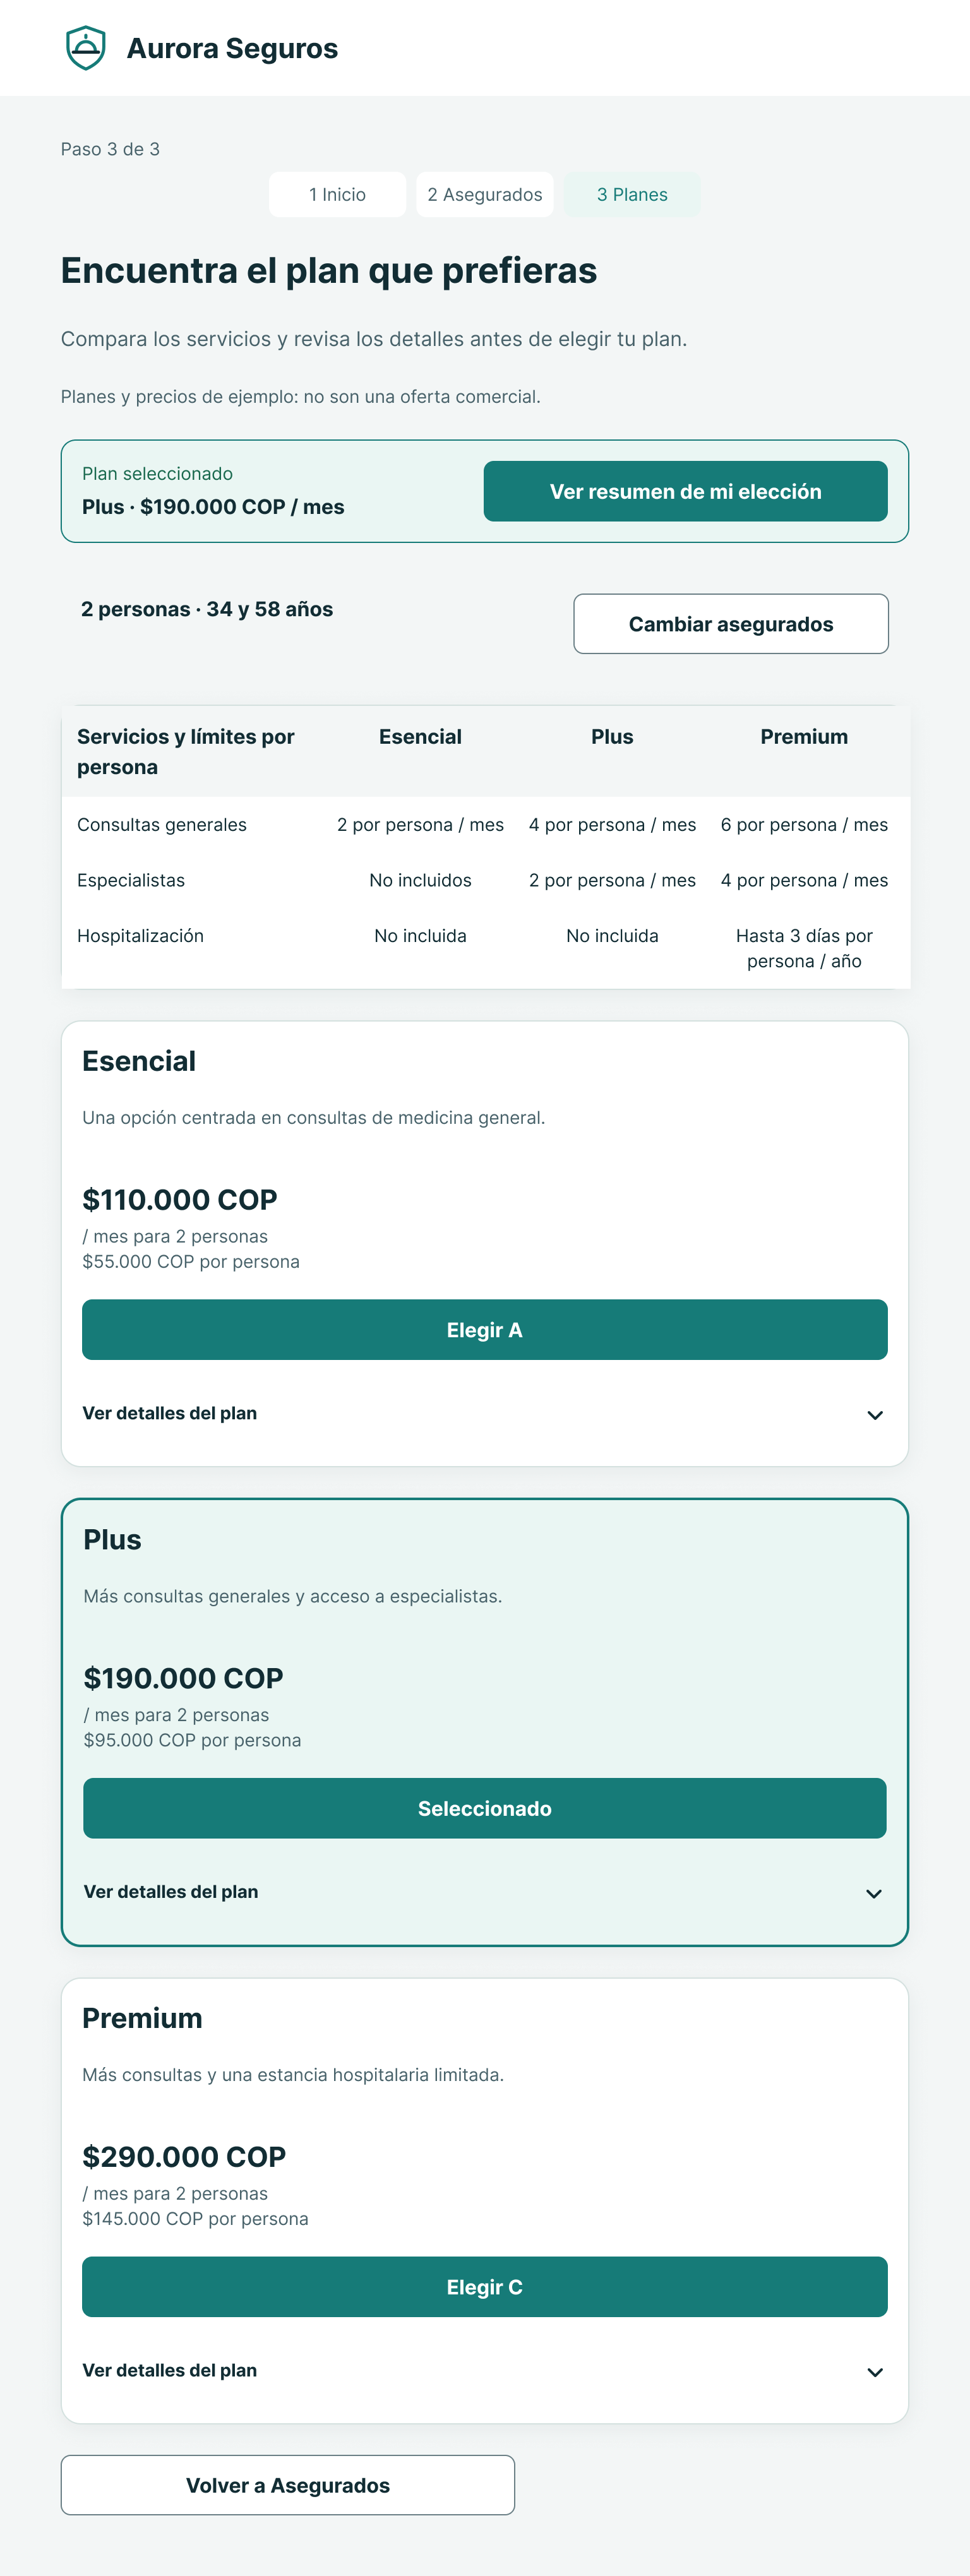 Aurora Seguros
Paso 3 de 3
1 Inicio
2 Asegurados
3 Planes
Encuentra el plan que prefieras
Compara los servicios y revisa los detalles antes de elegir tu plan.
Planes y precios de ejemplo: no son una oferta comercial.
Plan seleccionado
Plus · $190.000 COP / mes
Ver resumen de mi elección
2 personas · 34 y 58 años
Cambiar asegurados
Servicios y límites por
persona
Esencial
Plus
Premium
Consultas generales
2 por persona / mes
4 por persona / mes
6 por persona / mes
Especialistas
No incluidos
2 por persona / mes
4 por persona / mes
Hospitalización
No incluida
No incluida
Hasta 3 días por
persona / año
Esencial
Una opción centrada en consultas de medicina general.
$110.000 COP
/ mes para 2 personas
$55.000 COP por persona
Elegir A
Ver detalles del plan
Plus
Más consultas generales y acceso a especialistas.
$190.000 COP
/ mes para 2 personas
$95.000 COP por persona
Seleccionado
Ver detalles del plan
Premium
Más consultas y una estancia hospitalaria limitada.
$290.000 COP
/ mes para 2 personas
$145.000 COP por persona
Elegir C
Ver detalles del plan
Volver a Asegurados